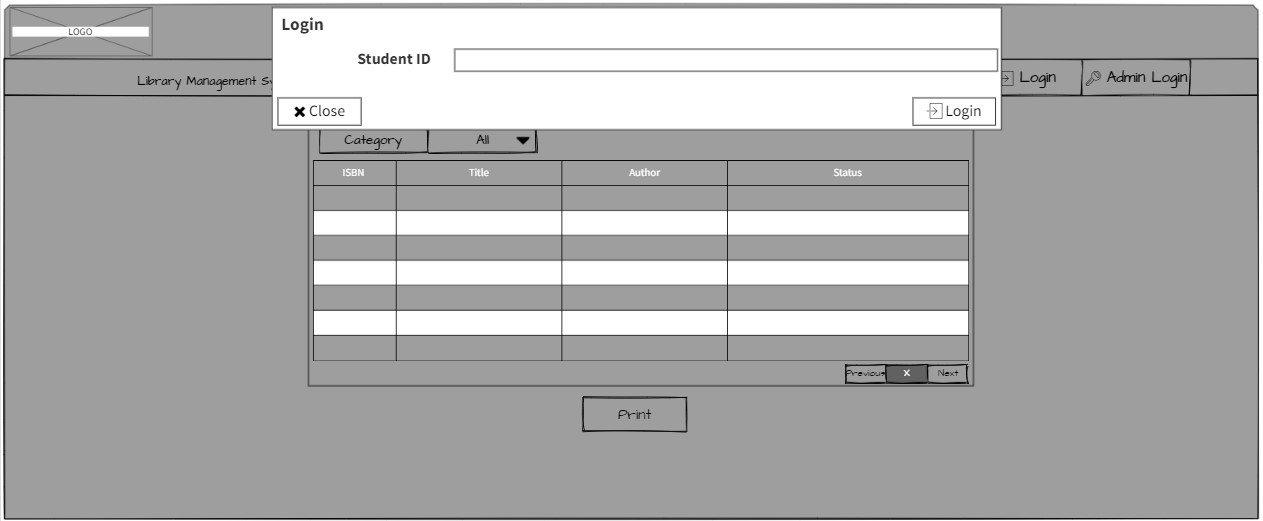 LOGO
Login
Student ID
Library Management Sy
Login
Admin Login
Close
Login
Category
All
ISBN Title Author Status
Previous X Next
Print